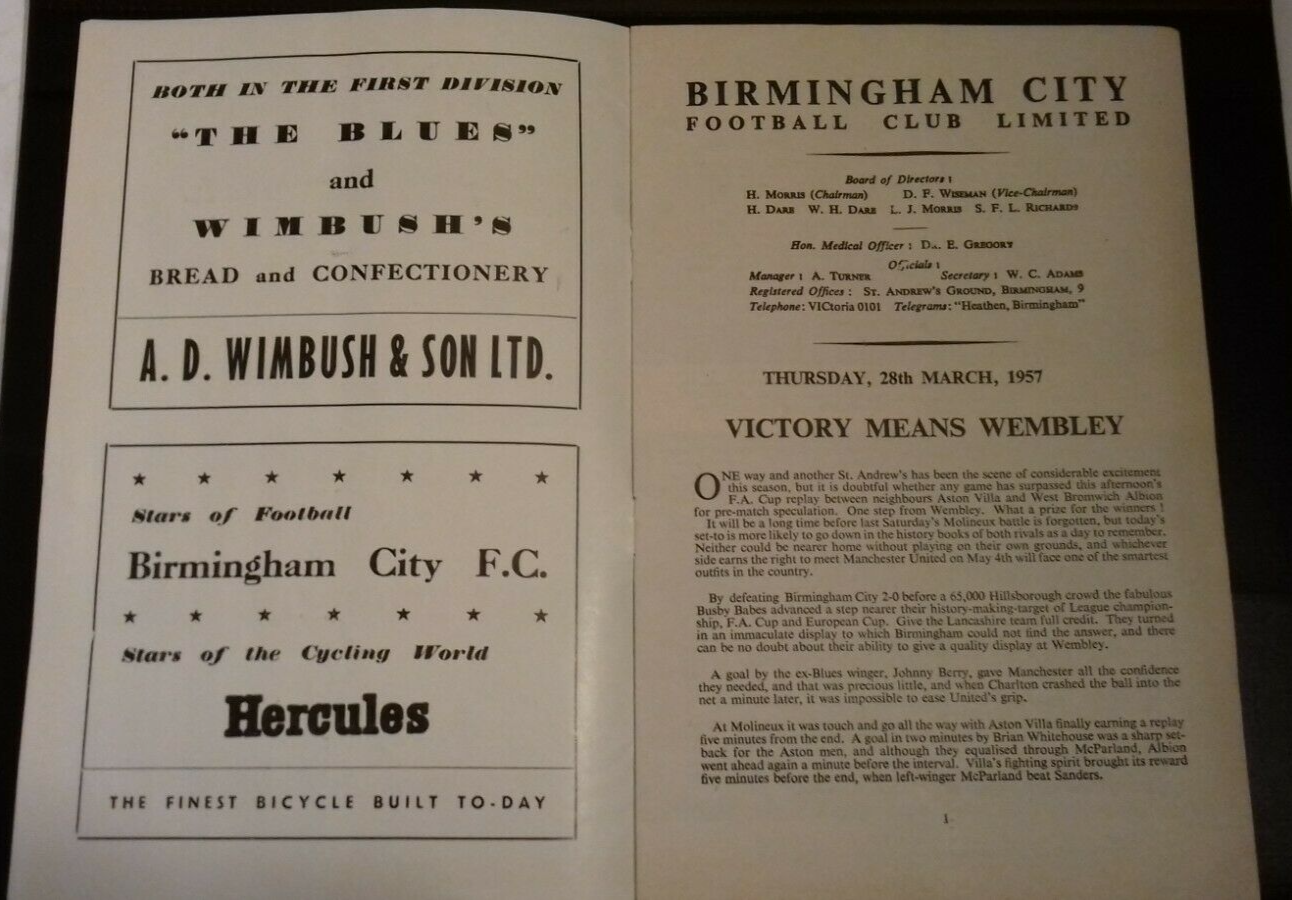 BOTH IN THE FIRST DIVISION
“THE BLUES”
and
WIMBUSH'S
BREAD and CONFECTIONERY
A. D. WIMBUSH & SON LTD.
Stars of Football
Birmingham City F.C.
Stars of the Cycling World
Hercules
THE FINEST BICYCLE BUILT TO-DAY
BIRMINGHAM CITY
FOOTBALL CLUB LIMITED
Board of Directors :
H. MORRIS (Chairman) D. F. WISEMAN (Vice-Chairman)
H. DARE W. H. DARE L. J. MORRIS S. F. L. RICHARDS
Hon. Medical Officer : DR. E. GREGORY
Officials :
Manager : A. TURNER Secretary : W. C. ADAMS
Registered Offices : ST. ANDREW'S GROUND, BIRMINGHAM, 9
Telephone: VICtoria 0101 Telegrams: “Heathen, Birmingham”
THURSDAY, 28th MARCH, 1957
VICTORY MEANS WEMBLEY
ONE way and another St. Andrew's has been the scene of considerable excitement
this season, but it is doubtful whether any game has surpassed this afternoon's
F.A. Cup replay between neighbours Aston Villa and West Bromwich Albion
for pre-match speculation. One step from Wembley. What a prize for the winners !
It will be a long time before last Saturday's Molineux battle is forgotten, but today's
set-to is more likely to go down in the history books of both rivals as a day to remember.
Neither could be nearer home without playing on their own grounds, and whichever
side earns the right to meet Manchester United on May 4th will face one of the smartest
outfits in the country.
By defeating Birmingham City 2-0 before a 65,000 Hillsborough crowd the fabulous
Busby Babes advanced a step nearer their history-making-target of League champion-
ship, F.A. Cup and European Cup. Give the Lancashire team full credit. They turned
in an immaculate display to which Birmingham could not find the answer, and there
can be no doubt about their ability to give a quality display at Wembley.
A goal by the ex-Blues winger, Johnny Berry, gave Manchester all the confidence
they needed, and that was precious little, and when Charlton crashed the ball into the
net a minute later, it was impossible to ease United's grip.
At Molineux it was touch and go all the way with Aston Villa finally earning a replay
five minutes from the end. A goal in two minutes by Brian Whitehouse was a sharp set-
back for the Aston men, and although they equalised through McParland, Albion
went ahead again a minute before the interval. Villa's fighting spirit brought its reward
five minutes before the end, when left-winger McParland beat Sanders.
1